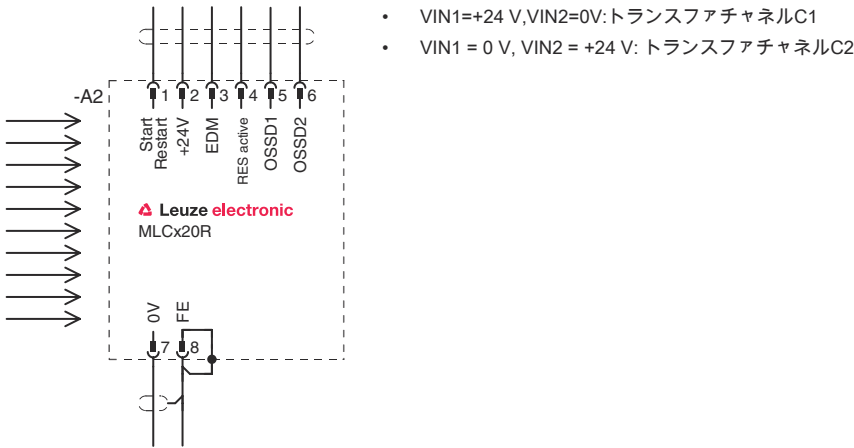 • VIN1=+24 V,VIN2=0V:トランスファチャネルC1
• VIN1 = 0 V, VIN2 = +24 V: トランスファチャネルC2
-A2
1 2 3 4 5 6
Start
Restart
+24V
EDM
RES active
OSSD1
OSSD2
Leuze electronic
MLCx20R
0V
FE
7 8